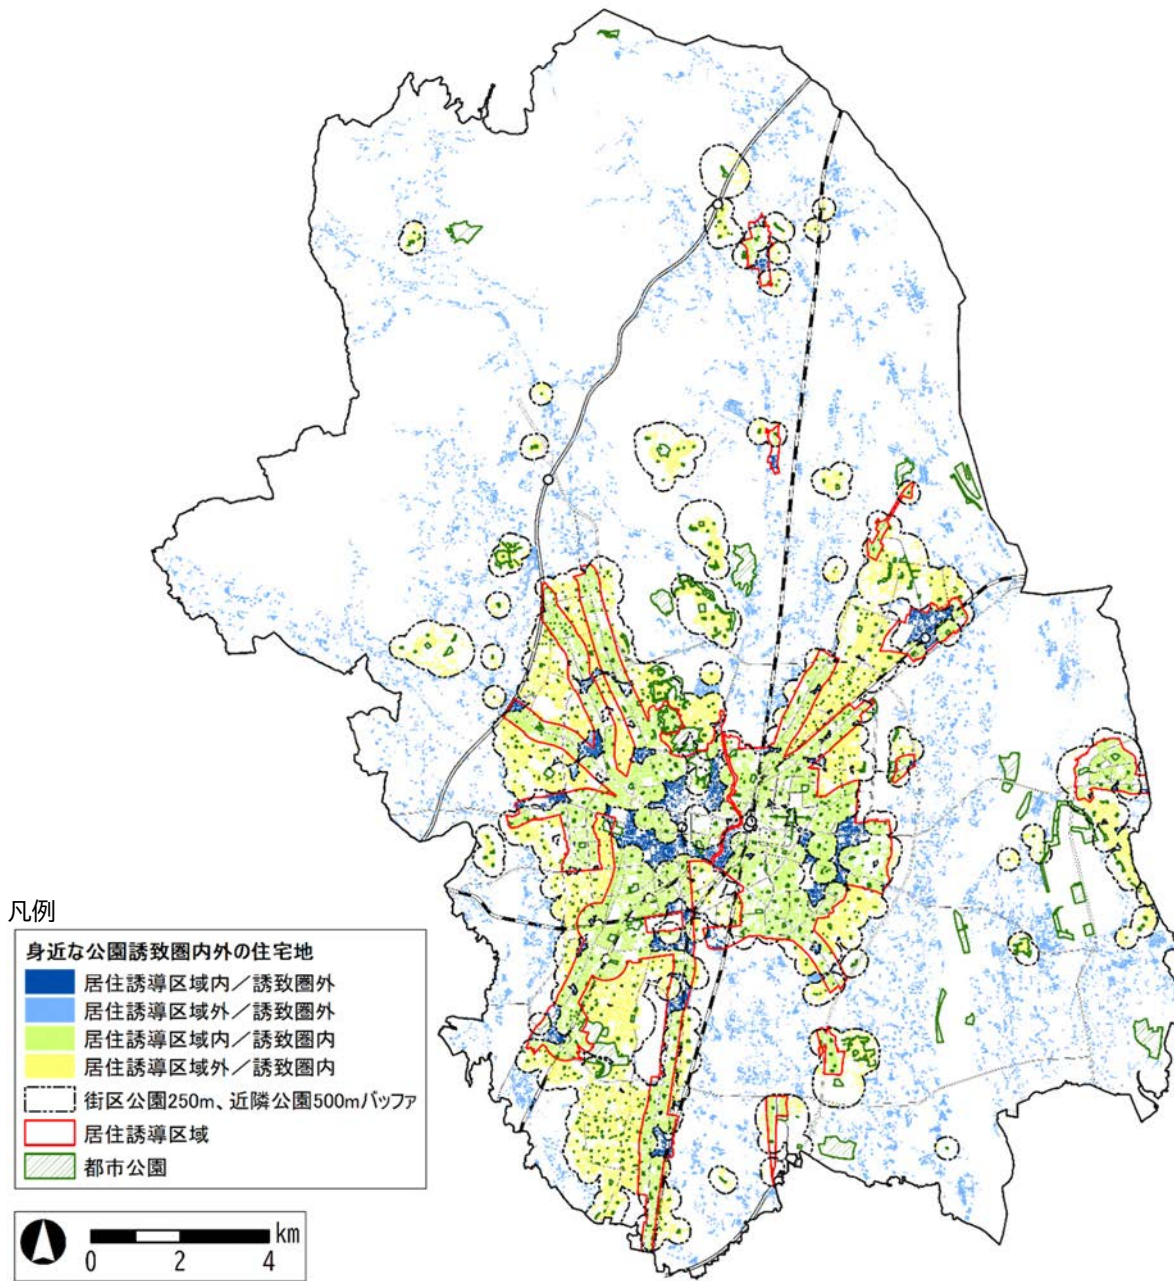 凡例
身近な公園誘致圏内外の住宅地
居住誘導区域内／誘致圏外
居住誘導区域外／誘致圏外
居住誘導区域内／誘致圏内
居住誘導区域外／誘致圏内
街区公園250m、近隣公園500mバッファ
居住誘導区域
都市公園
km
0 2 4